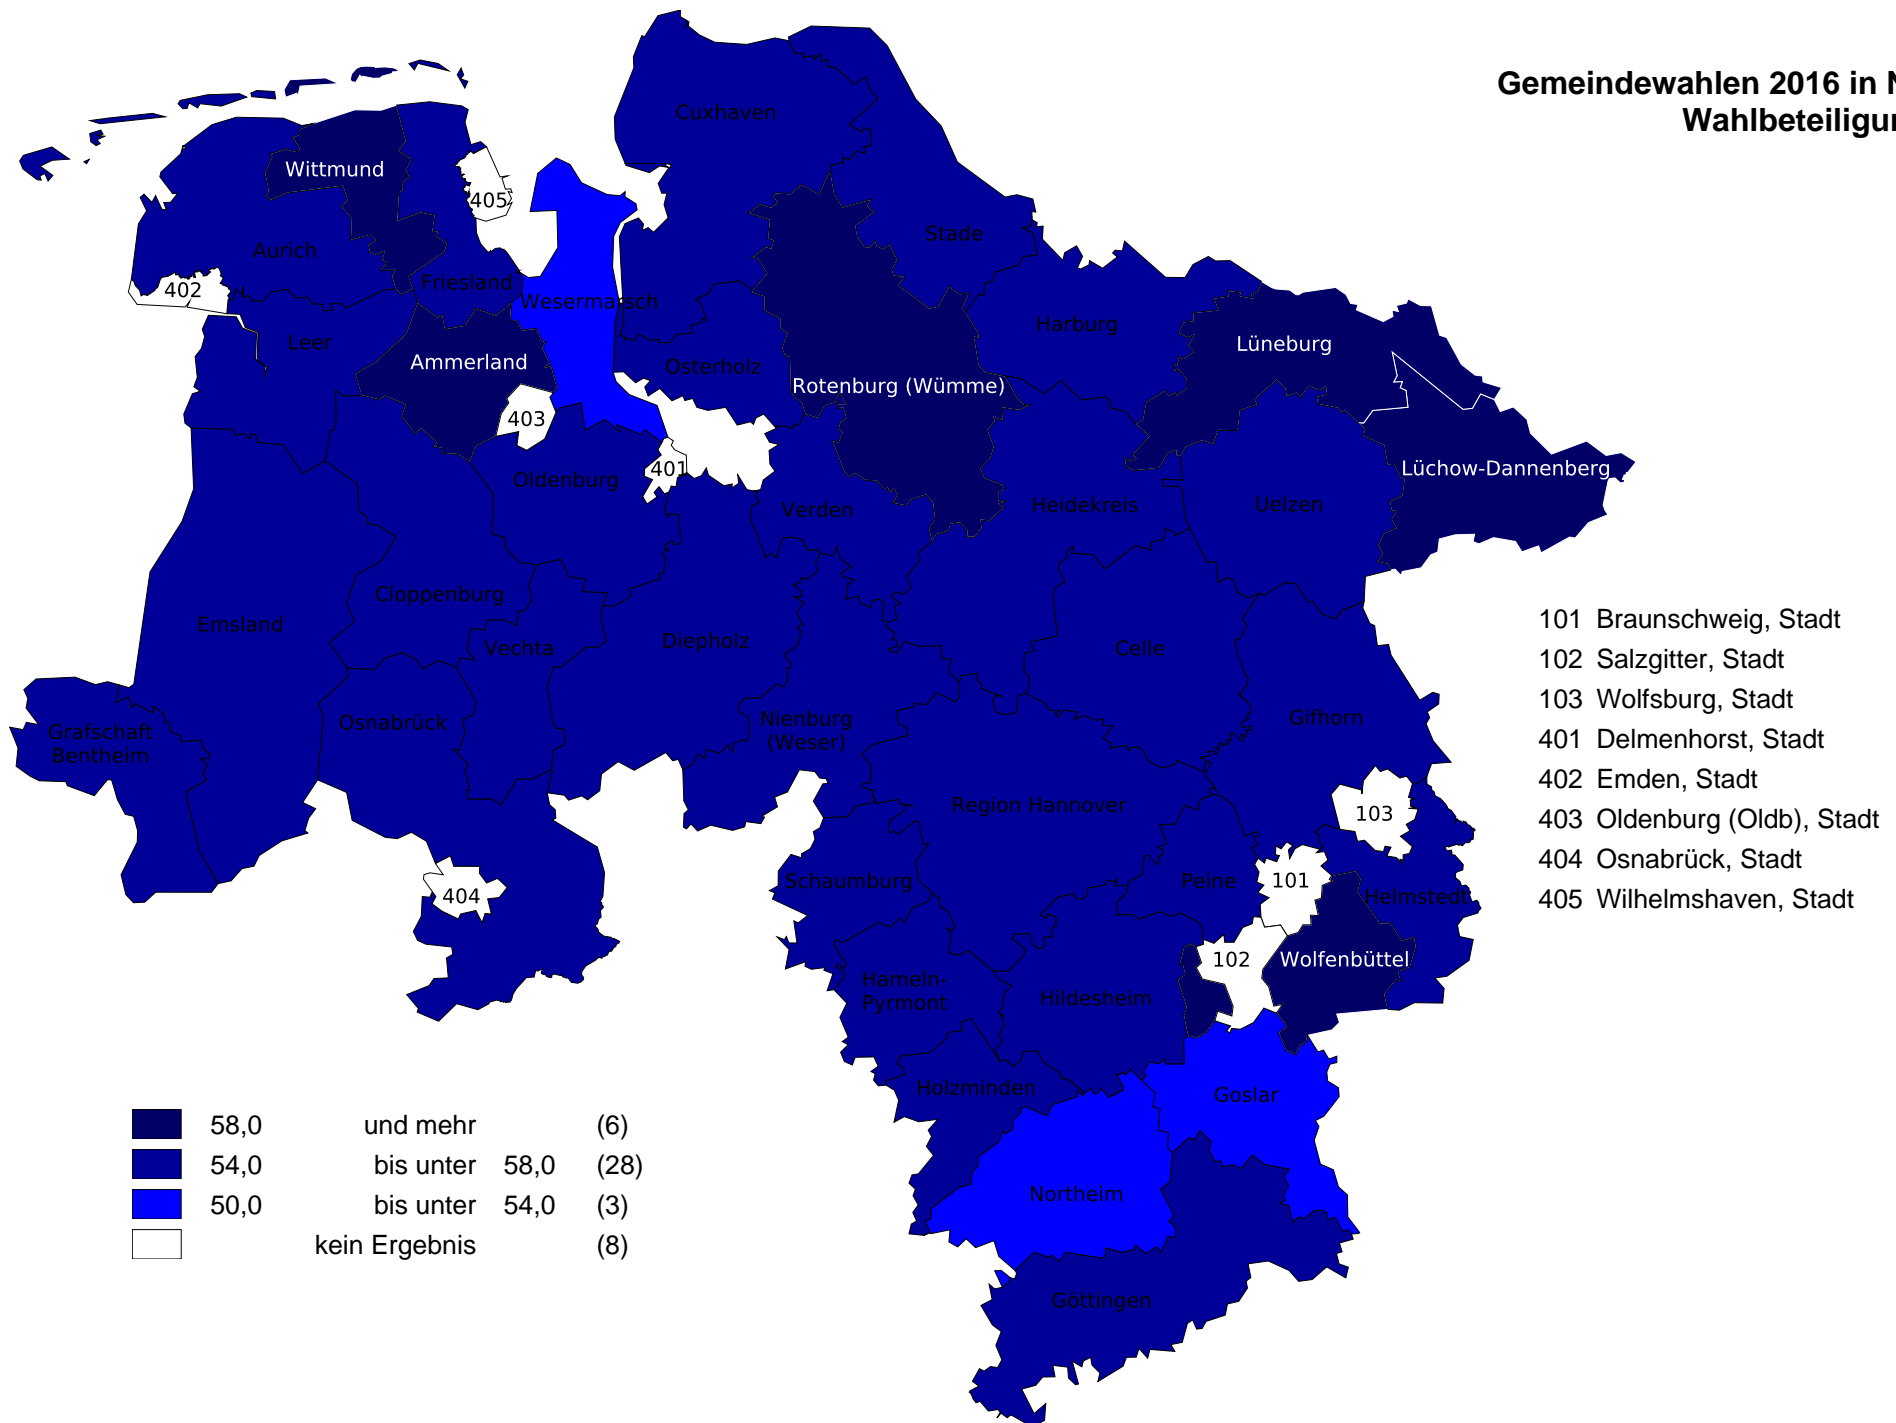 Gemeindewahlen 2016 in
Wahlbeteiligu
Cuxhaven
Wittmund
405
Stade
Aurich
Friesland
402
Wesermarsch
Harburg
Leer
Lüneburg
Ammerland
Osterholz
Rotenburg (Wümme)
403
401
Lüchow-Dannenberg
Oldenburg
Verden
Heidekreis
Uelzen
Cloppenburg
Emsland
Vechta
Diepholz
Celle
101 Braunschweig, Stadt
102 Salzgitter, Stadt
103 Wolfsburg, Stadt
401 Delmenhorst, Stadt
402 Emden, Stadt
403 Oldenburg (Oldb), Stadt
404 Osnabrück, Stadt
405 Wilhelmshaven, Stadt
Grafschaft
Bentheim
Osnabrück
Nienburg
(Weser)
Gifhorn
Region Hannover
103
Schaumburg
Peine
101
Helmstedt
404
102
Wolfenbüttel
Hameln-
Pyrmont
Hildesheim
Holzminden
Goslar
Northeim
Göttingen
58,0 und mehr (6)
54,0 bis unter 58,0 (28)
50,0 bis unter 54,0 (3)
kein Ergebnis (8)